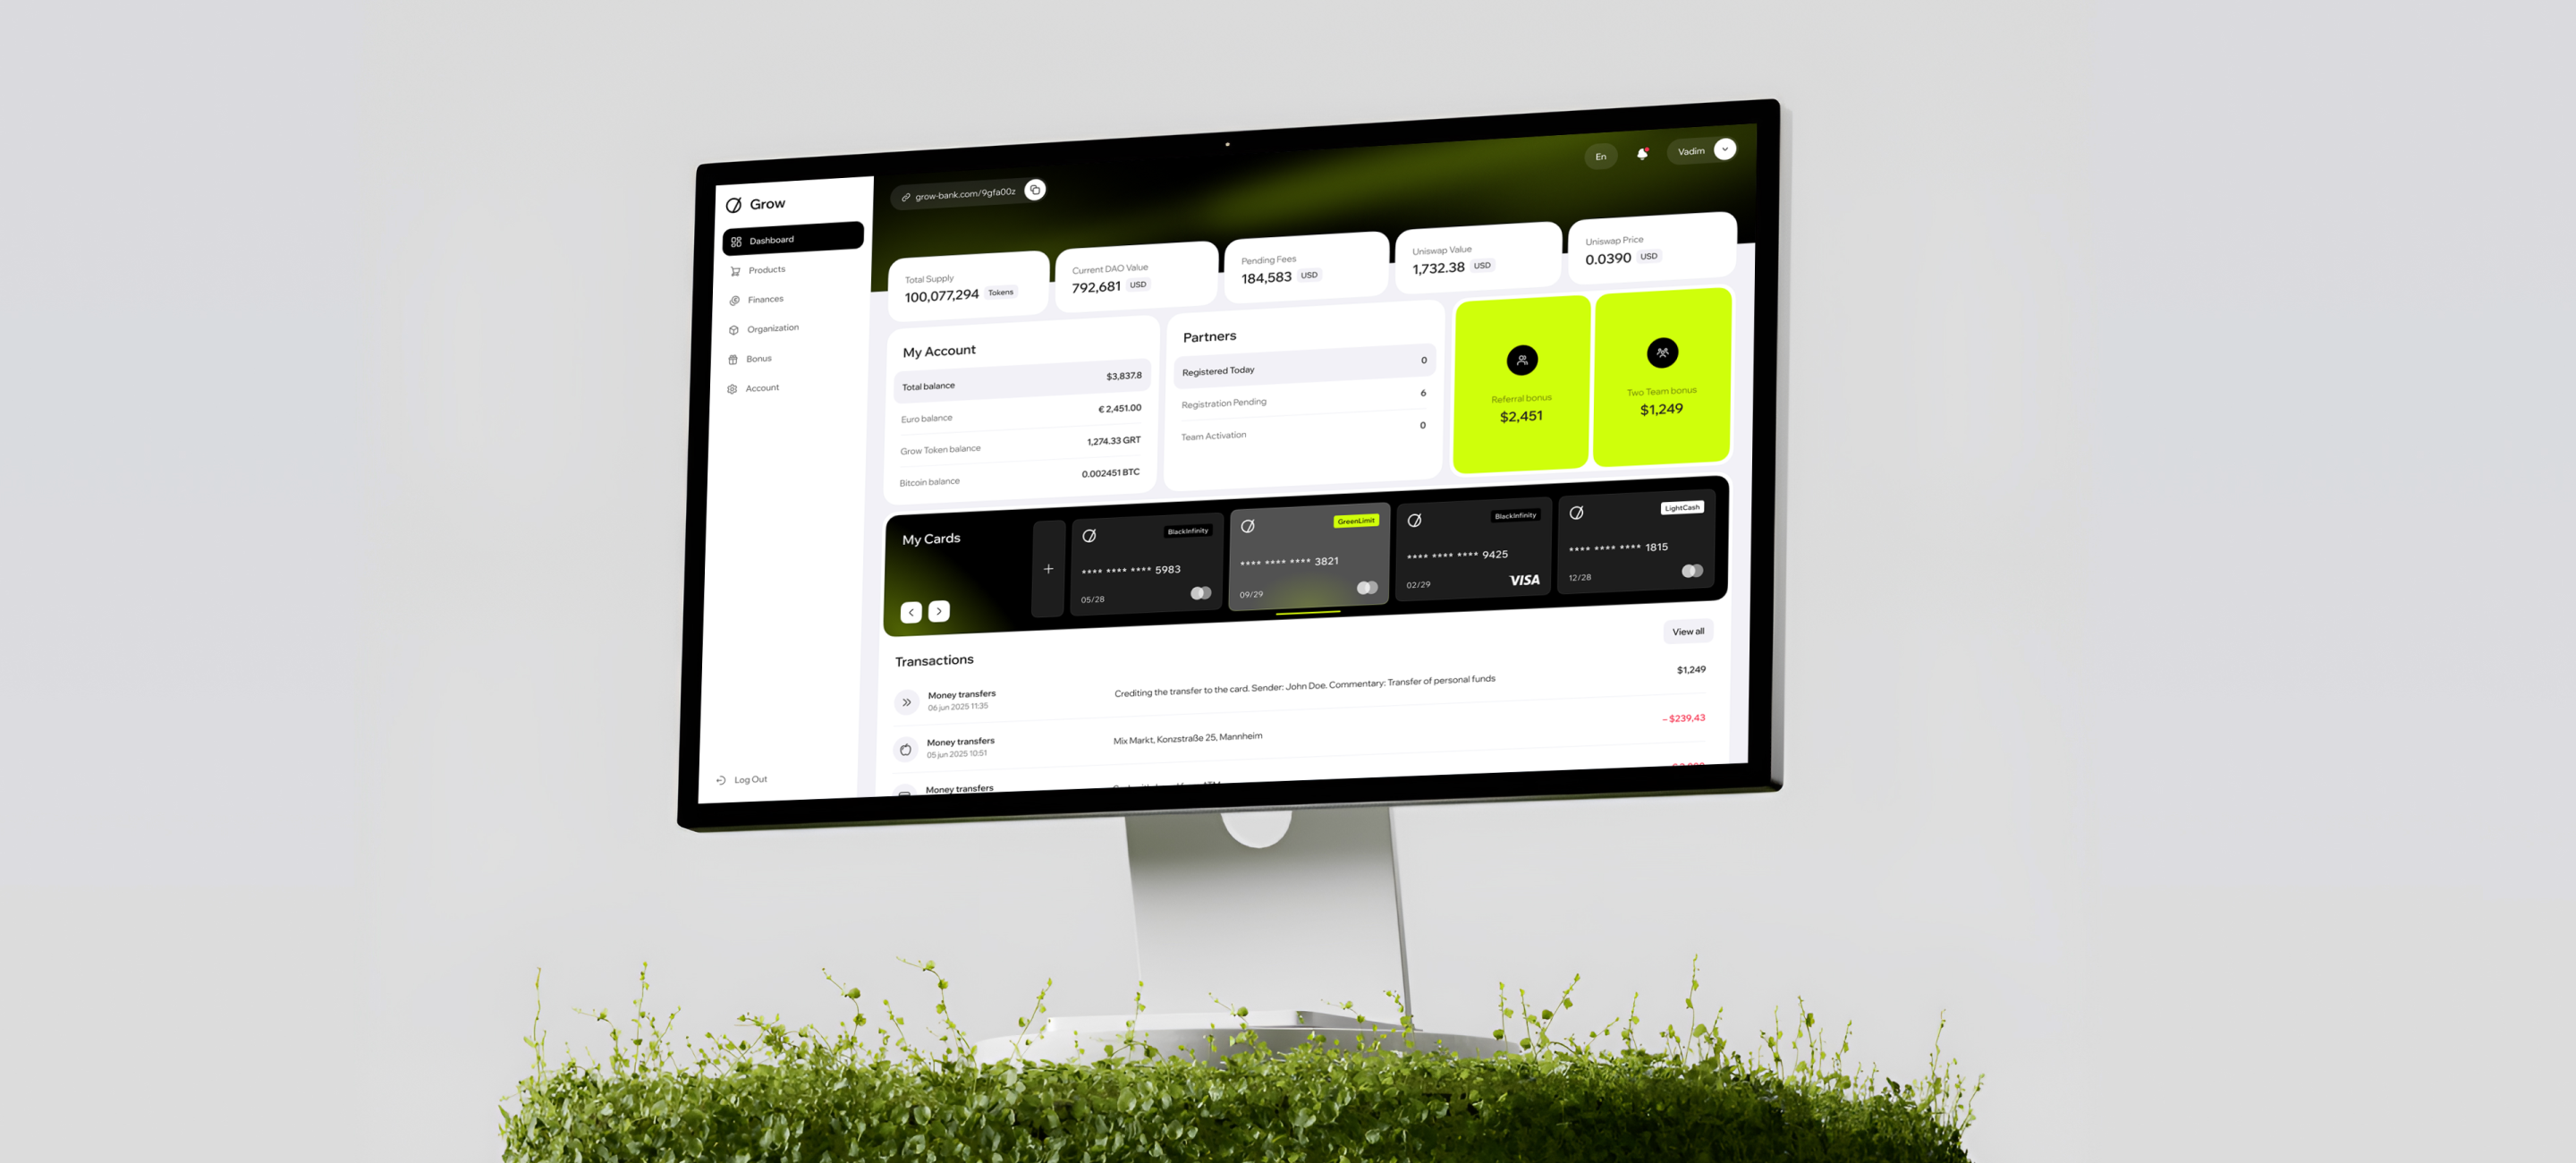 Grow
Dashboard
Products
Finances
Organization
Bonus
Account
Log Out
grow-bank.com/9gfa00z
En
Vadim
Total Supply
100,077,294 Tokens
Current DAO Value
792,681 USD
Pending Fees
184,583 USD
Uniswap Value
1,732.38 USD
Uniswap Price
0.0390 USD
My Account
Total balance $3,837.8
Euro balance € 2,451.00
Grow Token balance 1,274.33 GRT
Bitcoin balance 0.002451 BTC
Partners
Registered Today 0
Registration Pending 6
Team Activation 0
Referral bonus
$2,451
Two Team bonus
$1,249
My Cards
+
BlackInfinity
**** **** **** 5983
05/28
GreenLimit
**** **** **** 3821
09/29
BlackInfinity
**** **** **** 9425
02/29 VISA
LightCash
**** **** **** 1815
12/28
Transactions
View all
Money transfers
06 jun 2025 11:35
Crediting the transfer to the card. Sender: John Doe. Commentary: Transfer of personal funds
$1,249
Money transfers
05 jun 2025 10:51
Mix Markt, Konzstraße 25, Mannheim
– $239,43
Money transfers